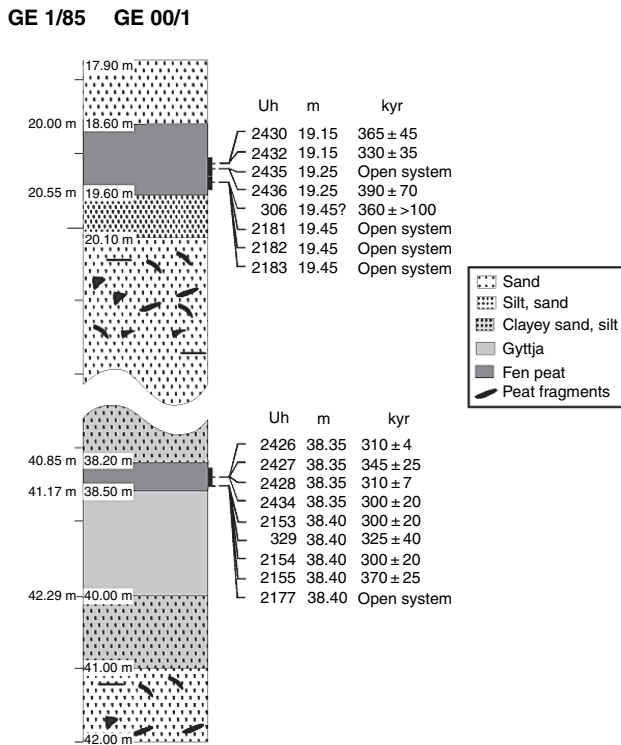 GE 1/85 GE 00/1
17.90 m
20.00 m 18.60 m
20.55 m 19.60 m
20.10 m
Uh m kyr
2430 19.15 365 ± 45
2432 19.15 330 ± 35
2435 19.25 Open system
2436 19.25 390 ± 70
306 19.45? 360 ± >100
2181 19.45 Open system
2182 19.45 Open system
2183 19.45 Open system
Sand
Silt, sand
Clayey sand, silt
Gyttja
Fen peat
Peat fragments
40.85 m 38.20 m
41.17 m 38.50 m
42.29 m 40.00 m
41.00 m
42.00 m
Uh m kyr
2426 38.35 310 ± 4
2427 38.35 345 ± 25
2428 38.35 310 ± 7
2434 38.35 300 ± 20
2153 38.40 300 ± 20
329 38.40 325 ± 40
2154 38.40 300 ± 20
2155 38.40 370 ± 25
2177 38.40 Open system